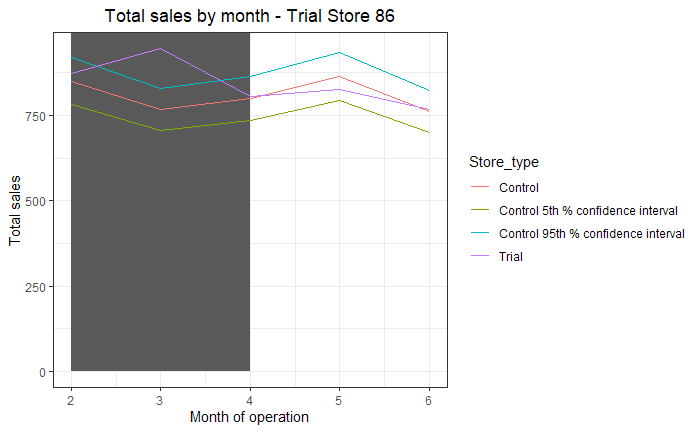 Total sales by month - Trial Store 86
Total sales
750
500
250
0
2 3 4 5 6
Month of operation
Store_type
Control
Control 5th % confidence interval
Control 95th % confidence interval
Trial